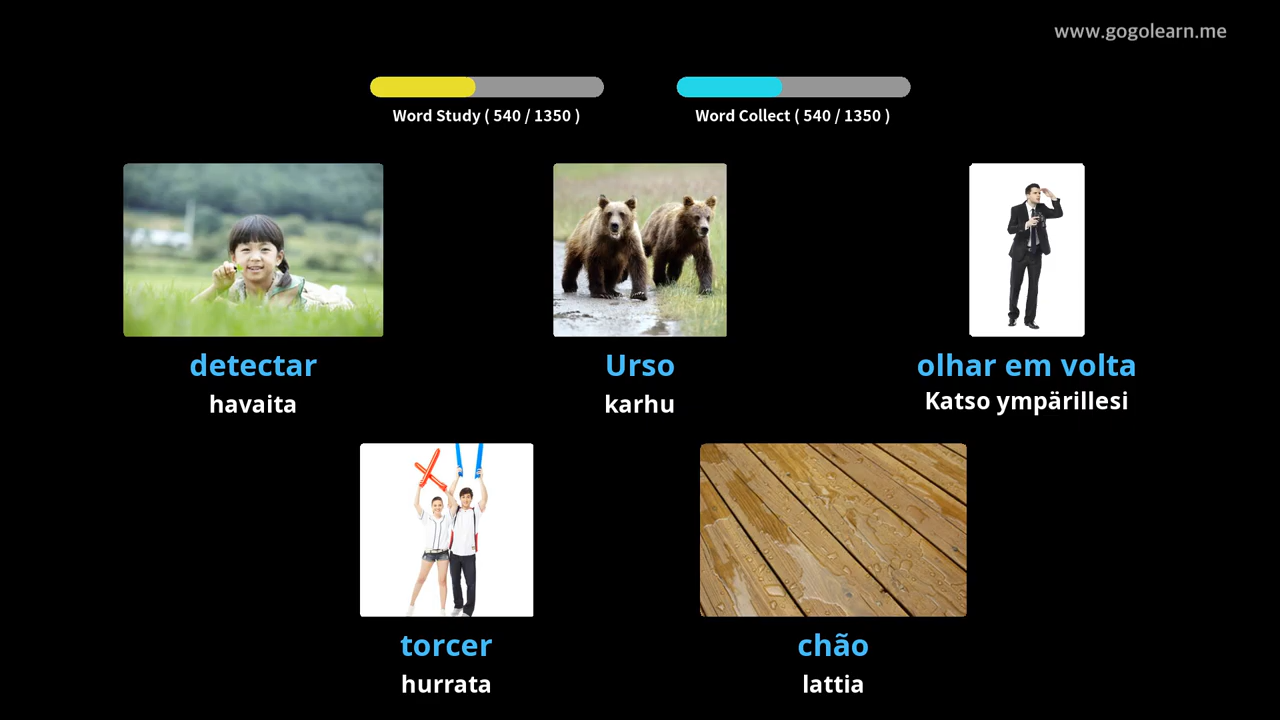 www.gogolearn.me
Word Study ( 540 / 1350 )
Word Collect ( 540 / 1350 )
detectar
havaita
Urso
karhu
olhar em volta
Katso ympärillesi
torcer
hurrata
chão
lattia